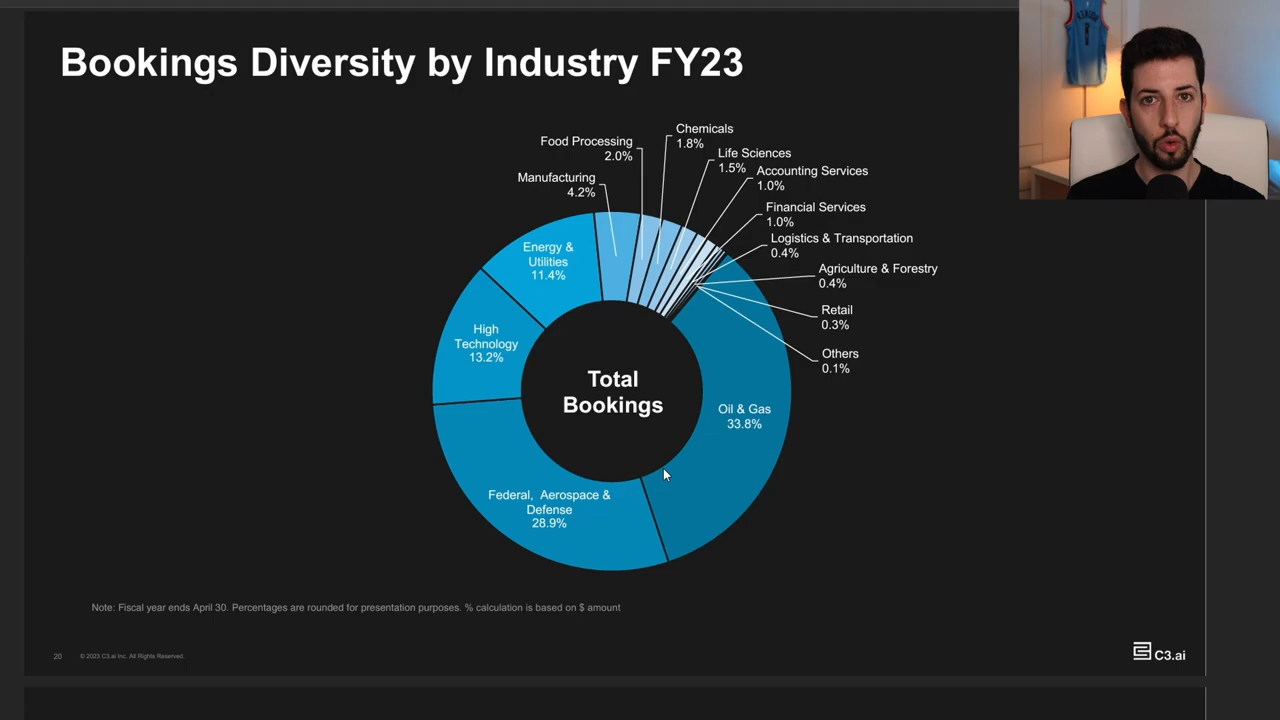 Bookings Diversity by Industry FY23
Chemicals
1.8%
Food Processing
2.0%
Life Sciences
1.5%
Accounting Services
1.0%
Manufacturing
4.2%
Financial Services
1.0%
Logistics & Transportation
0.4%
Energy &
Utilities
11.4%
Agriculture & Forestry
0.4%
Retail
0.3%
High
Technology
13.2%
Others
0.1%
Total
Bookings
Oil & Gas
33.8%
Federal, Aerospace &
Defense
28.9%
Note: Fiscal year ends April 30. Percentages are rounded for presentation purposes. % calculation is based on $ amount
20
© 2023 C3.ai Inc. All Rights Reserved.
C3.ai